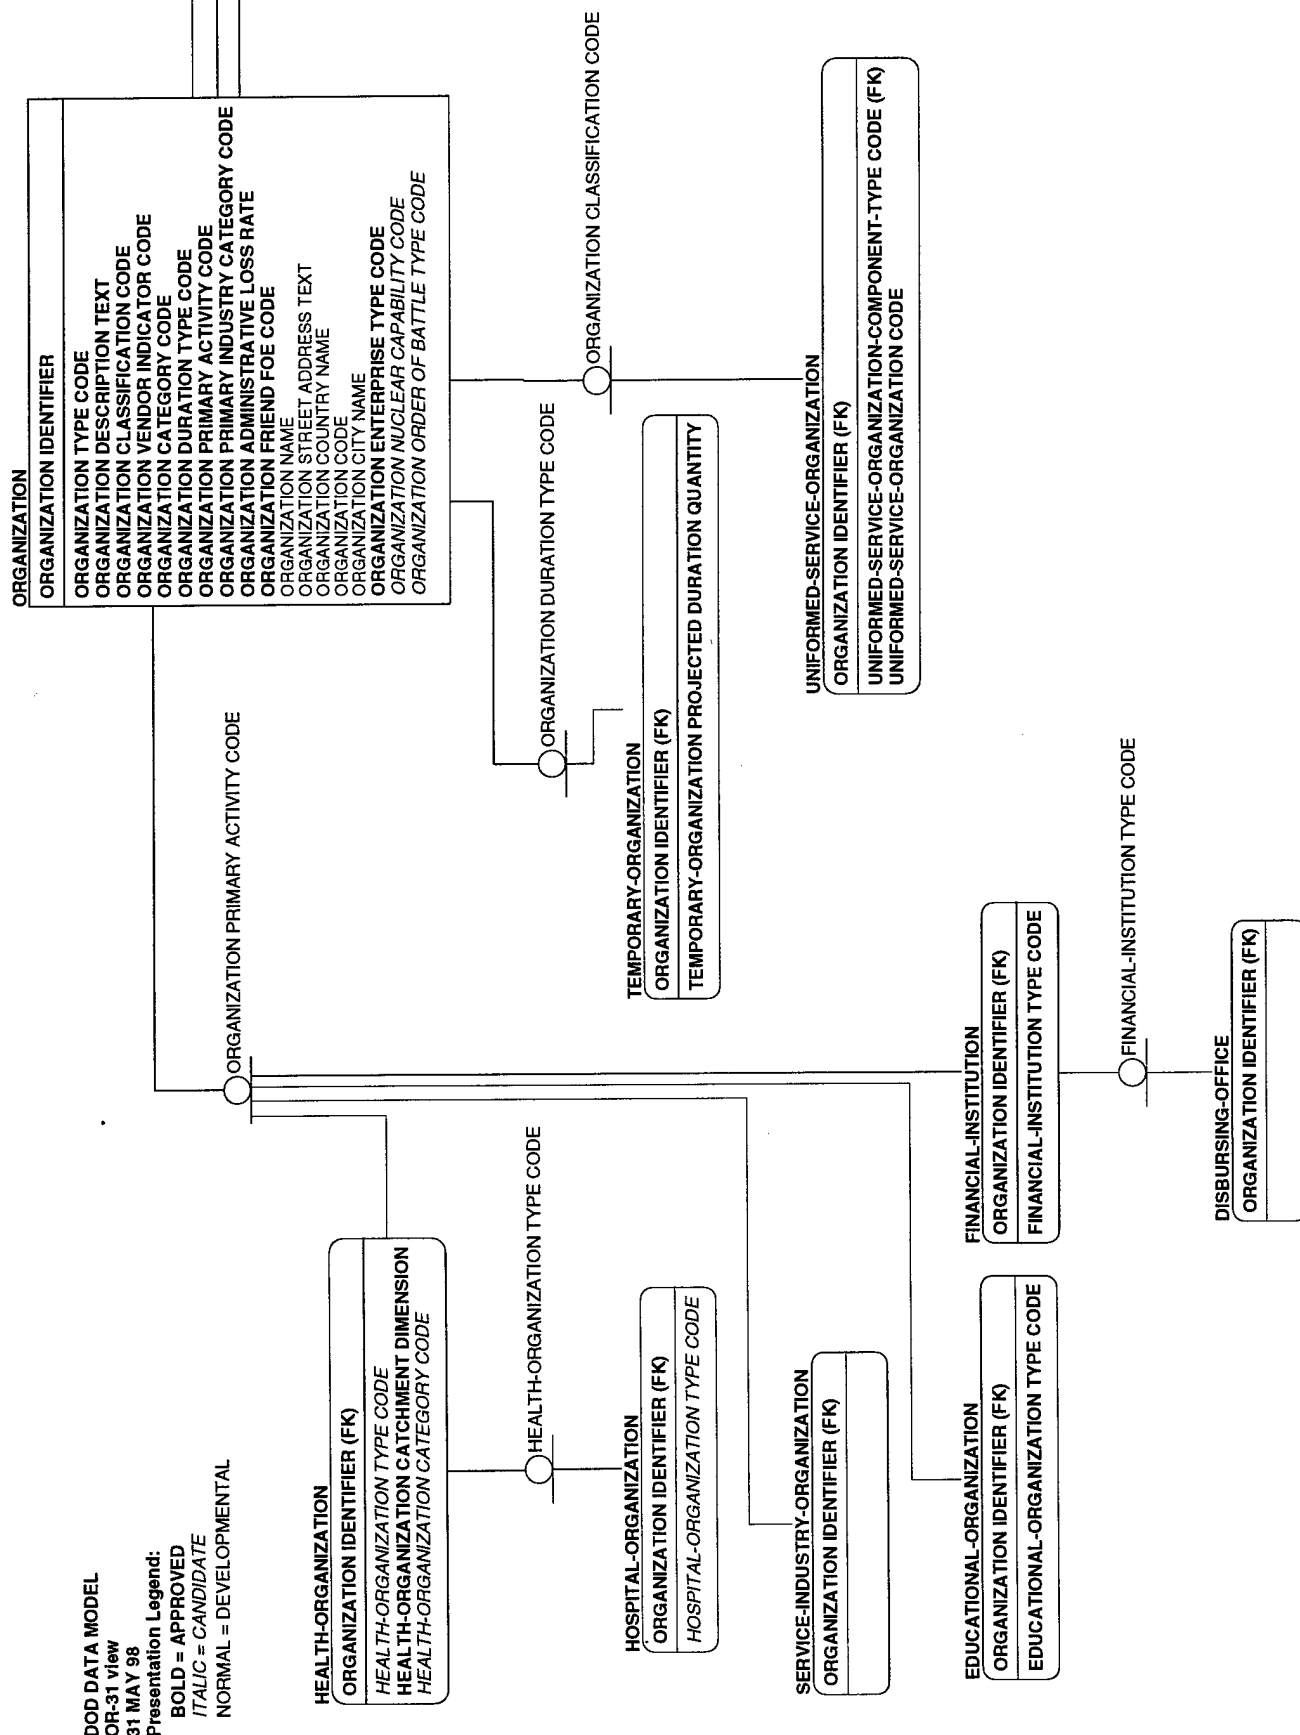 DOD DATA MODEL
OR-31 view
31 MAY 98
Presentation Legend:
BOLD = APPROVED
ITALIC = CANDIDATE
NORMAL = DEVELOPMENTAL
ORGANIZATION
ORGANIZATION IDENTIFIER
ORGANIZATION TYPE CODE
ORGANIZATION DESCRIPTION TEXT
ORGANIZATION CLASSIFICATION CODE
ORGANIZATION VENDOR INDICATOR CODE
ORGANIZATION CATEGORY CODE
ORGANIZATION DURATION TYPE CODE
ORGANIZATION PRIMARY ACTIVITY CODE
ORGANIZATION PRIMARY INDUSTRY CATEGORY CODE
ORGANIZATION ADMINISTRATIVE LOSS RATE
ORGANIZATION FRIEND FOE CODE
ORGANIZATION NAME
ORGANIZATION STREET ADDRESS TEXT
ORGANIZATION COUNTRY NAME
ORGANIZATION CODE
ORGANIZATION CITY NAME
ORGANIZATION ENTERPRISE TYPE CODE
ORGANIZATION NUCLEAR CAPABILITY CODE
ORGANIZATION ORDER OF BATTLE TYPE CODE
ORGANIZATION PRIMARY ACTIVITY CODE
HEALTH-ORGANIZATION
ORGANIZATION IDENTIFIER (FK)
HEALTH-ORGANIZATION TYPE CODE
HEALTH-ORGANIZATION CATCHMENT DIMENSION
HEALTH-ORGANIZATION CATEGORY CODE
HEALTH-ORGANIZATION TYPE CODE
ORGANIZATION DURATION TYPE CODE
ORGANIZATION CLASSIFICATION CODE
HOSPITAL-ORGANIZATION
ORGANIZATION IDENTIFIER (FK)
HOSPITAL-ORGANIZATION TYPE CODE
TEMPORARY-ORGANIZATION
ORGANIZATION IDENTIFIER (FK)
TEMPORARY-ORGANIZATION PROJECTED DURATION QUANTITY
SERVICE-INDUSTRY-ORGANIZATION
ORGANIZATION IDENTIFIER (FK)
UNIFORMED-SERVICE-ORGANIZATION
ORGANIZATION IDENTIFIER (FK)
UNIFORMED-SERVICE-ORGANIZATION-COMPONENT-TYPE CODE (FK)
UNIFORMED-SERVICE-ORGANIZATION CODE
EDUCATIONAL-ORGANIZATION
ORGANIZATION IDENTIFIER (FK)
EDUCATIONAL-ORGANIZATION TYPE CODE
FINANCIAL-INSTITUTION
ORGANIZATION IDENTIFIER (FK)
FINANCIAL-INSTITUTION TYPE CODE
FINANCIAL-INSTITUTION TYPE CODE
DISBURSING-OFFICE
ORGANIZATION IDENTIFIER (FK)